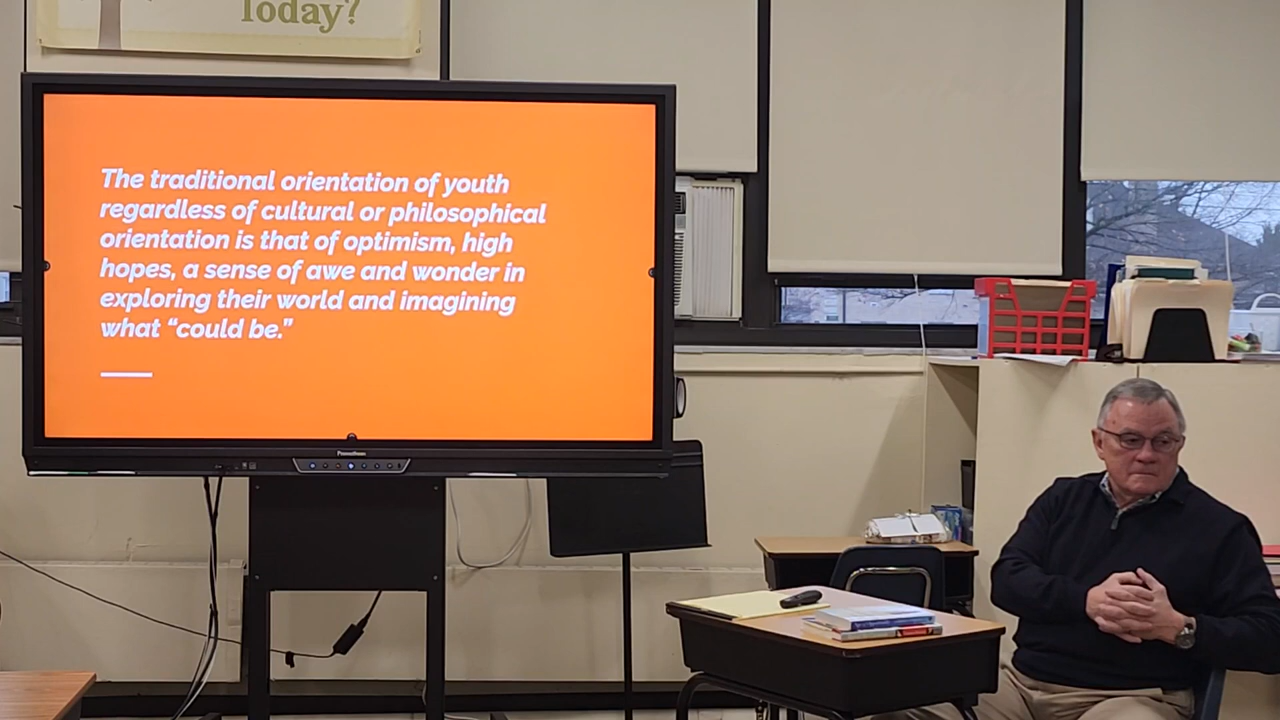 Today?
The traditional orientation of youth
regardless of cultural or philosophical
orientation is that of optimism, high
hopes, a sense of awe and wonder in
exploring their world and imagining
what “could be.”
Promethean